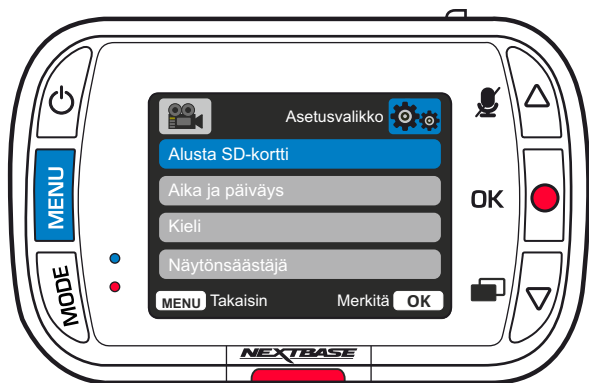 Asetusvalikko
Alusta SD-kortti
Aika ja päiväys
Kieli
Näytönsäästäjä
MENU Takaisin Merkitä OK
MENU
MODE
OK
NEXTBASE